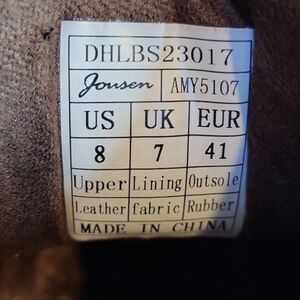 DHLBS23017
Jousen AMY5107
US UK EUR
8 7 41
Upper Lining Outsole
Leather fabric Rubber
MADE IN CHINA